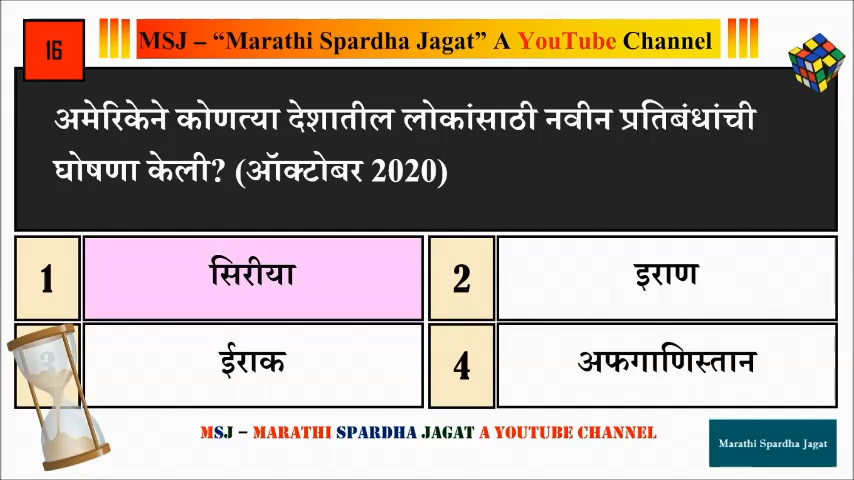 16
MSJ – “Marathi Spardha Jagat” A YouTube Channel
अमेरिकेने कोणत्या देशातील लोकांसाठी नवीन प्रतिबंधांची
घोषणा केली? (ऑक्टोबर 2020)
1
सिरीया
2
इराण
3
ईराक
4
अफगाणिस्तान
MSJ – MARATHI SPARDHA JAGAT A YOUTUBE CHANNEL
Marathi Spardha Jagat